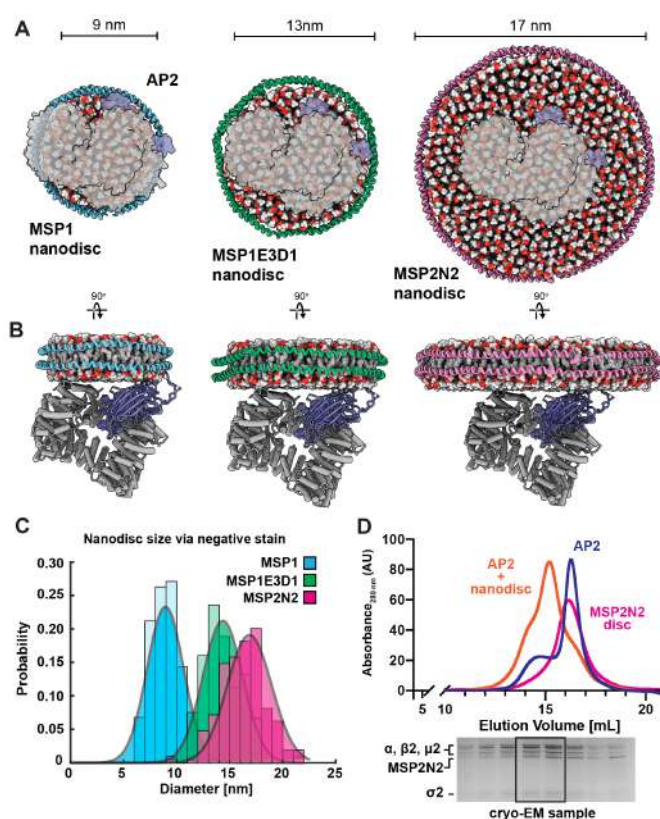 A
9 nm
13nm
17 nm
AP2
MSP1
nanodisc
MSP1E3D1
nanodisc
MSP2N2
nanodisc
90°
90°
90°
B
C
Nanodisc size via negative stain
MSP1
MSP1E3D1
MSP2N2
Probability
0.30
0.20
0.15
0.10
0.05
0
0
5
10
15
20
25
Diameter [nm]
D
AP2
+
nanodisc
AP2
MSP2N2
disc
Absorbance280 nm (AU)
100
80
60
40
20
0
5
10
15
20
Elution Volume [mL]
α, β2, μ2
MSP2N2
σ2
cryo-EM sample